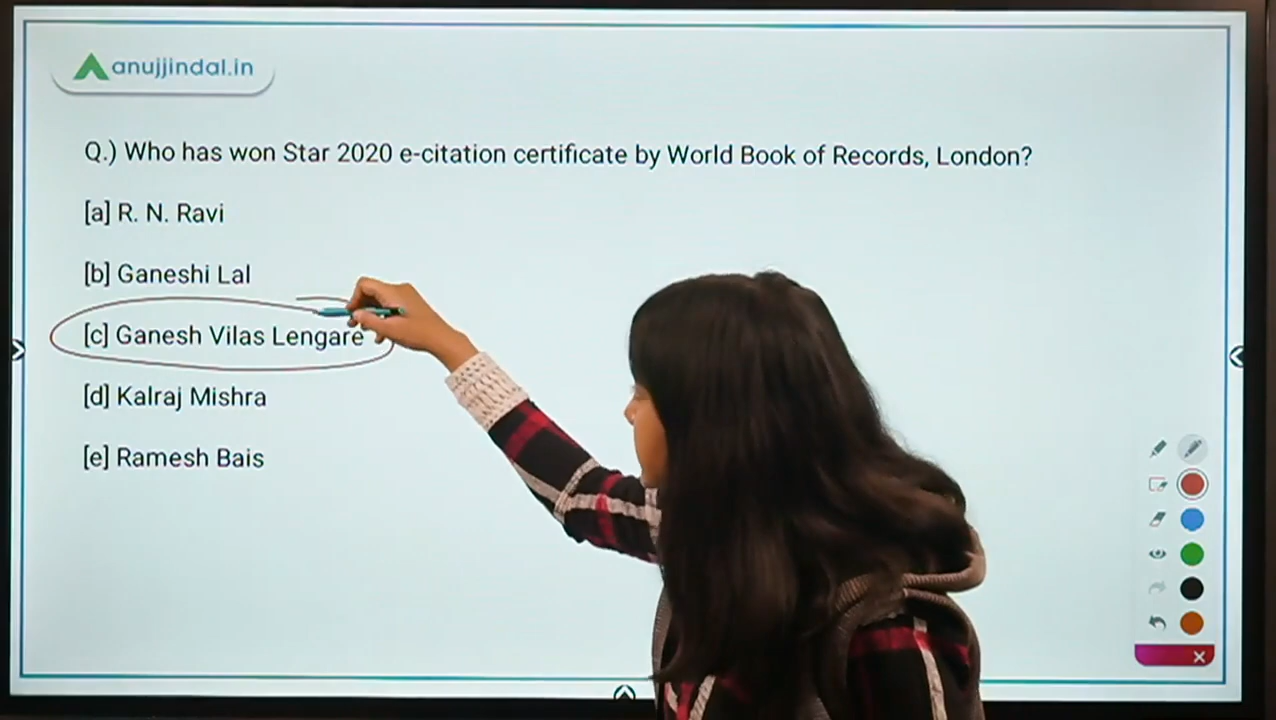 anujjindal.in
Q.) Who has won Star 2020 e-citation certificate by World Book of Records, London?
[a] R. N. Ravi
[b] Ganeshi Lal
[c] Ganesh Vilas Lengare
[d] Kalraj Mishra
[e] Ramesh Bais